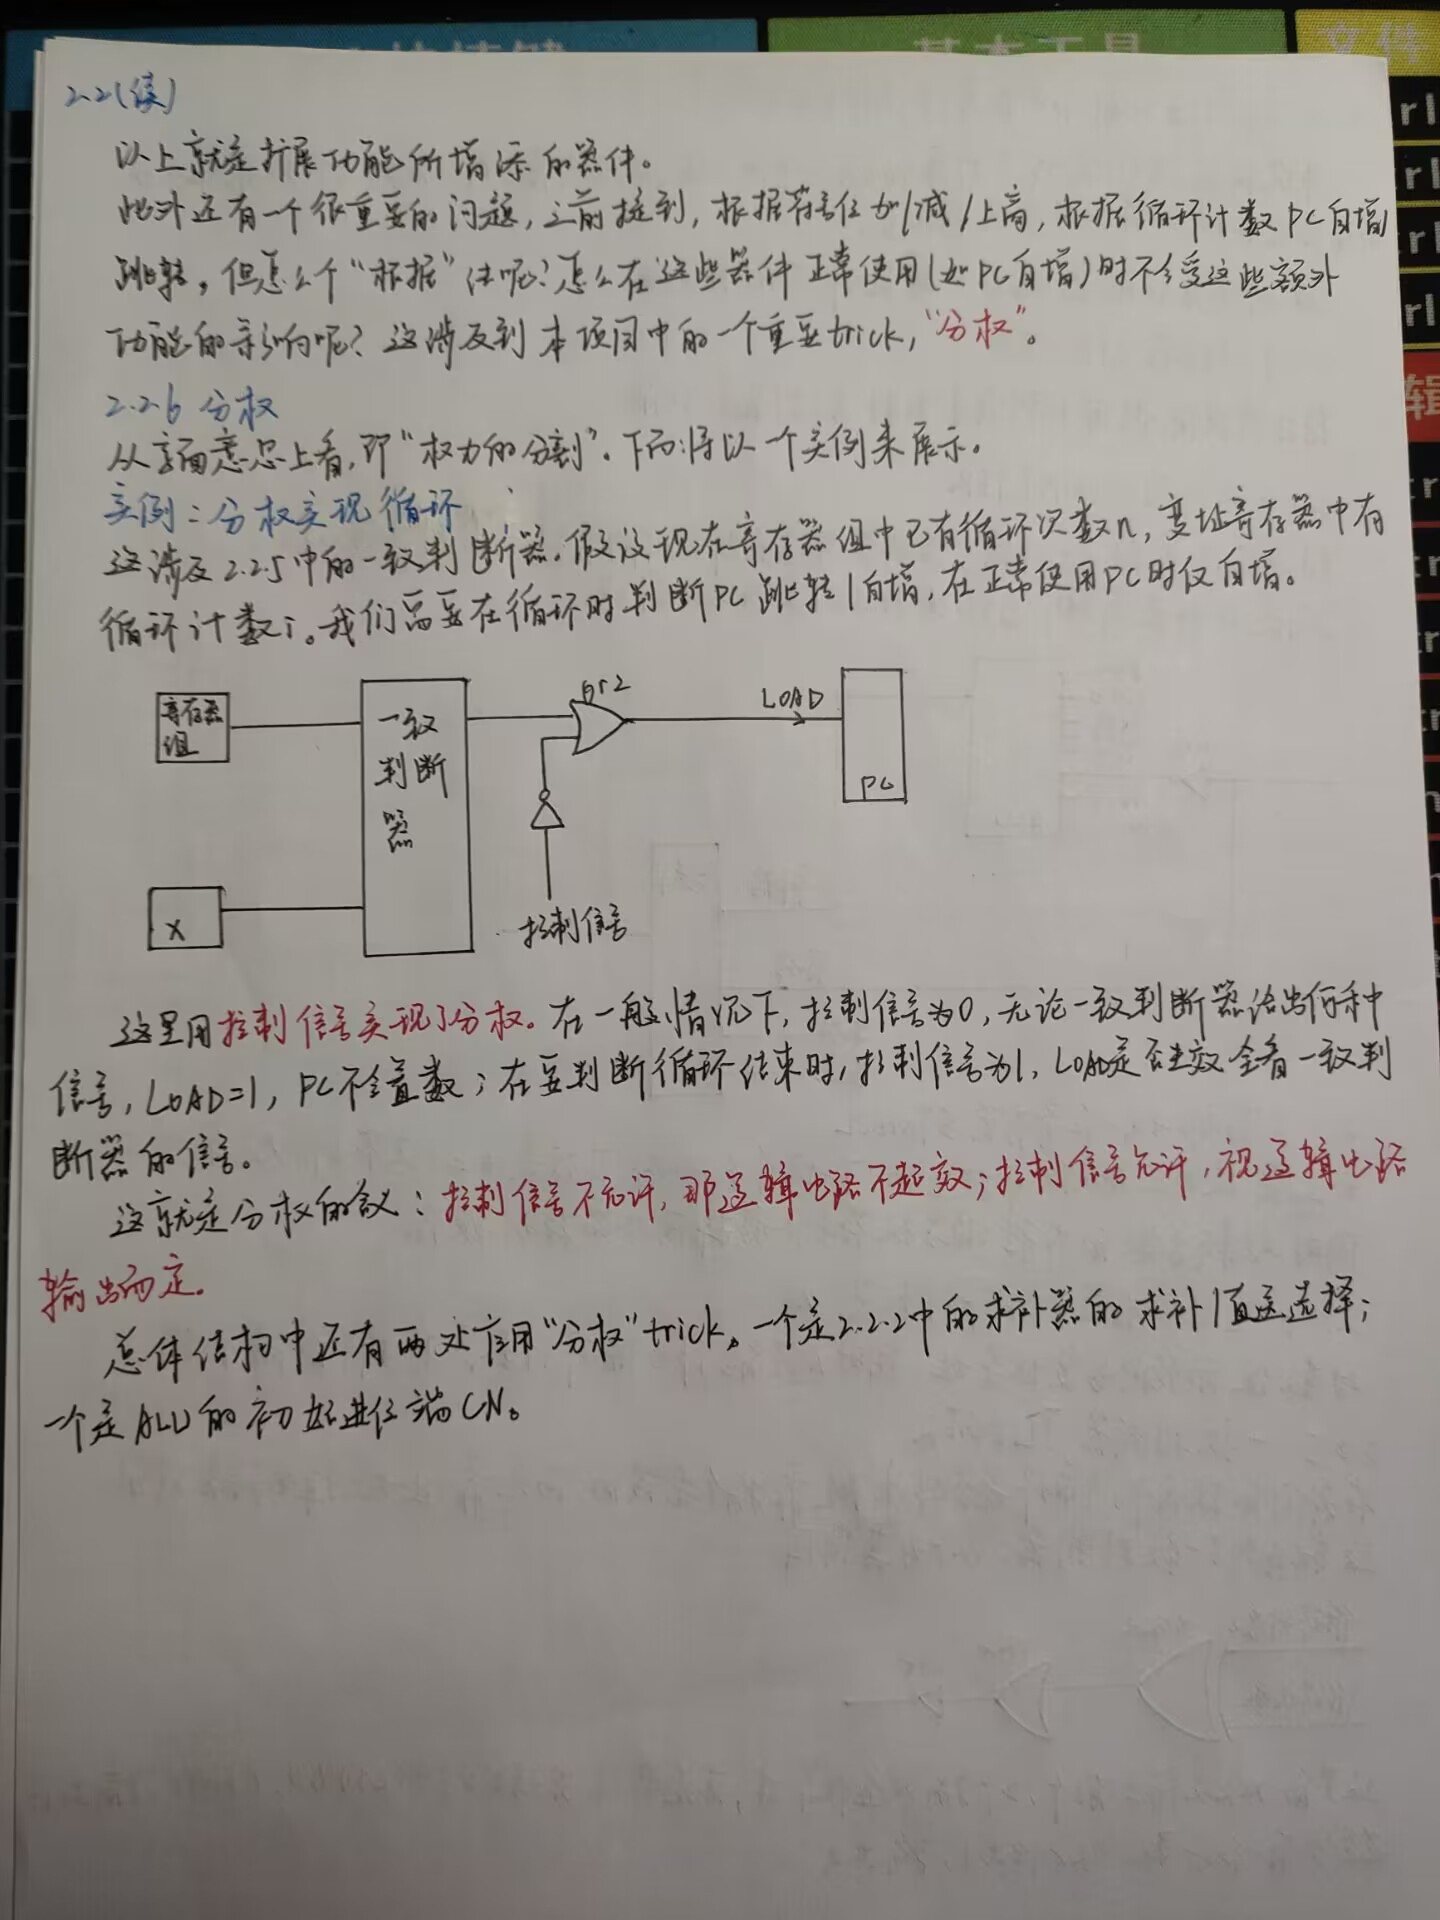 基本工具
文件
2.2(续)
以上就是扩展功能所增添的器件。
此外还有一个很重要的问题，之前提到，根据符号位加/减/上商，根据循环计数PC自增/
跳转，但怎么个“根据”法呢？怎么在这些器件正常使用(如PC自增)时不会受这些额外
功能的影响呢？这涉及到本项目中的一个重要trick，“分权”。
2.2.6 分权
从字面意思上看，即“权力的分割”。下面将以一个实例来展示。
实例：分权实现循环
这涉及2.2.5中的一致判断器。假设现在寄存器组中已有循环次数n，变址寄存器中有
循环计数i。我们需要在循环时判断PC跳转/自增，在正常使用PC时仅自增。
寄存器
组
一致
判断
器
or2
LOAD
PC
X
控制信号
这里用控制信号实现了分权。在一般情况下，控制信号为0，无论一致判断器给出何种
信号，LOAD=1，PC不会置数；在要判断循环结束时，控制信号为1，LOAD是否生效全看一致判
断器的信号。
这就是分权的含义：控制信号不允许，那逻辑电路不起效；控制信号允许，视逻辑电路
输出而定。
总体结构中还有两处应用“分权”trick。一个是2.2.2中的求补器的求补/直送选择；
一个是ALU的初始进位端CN。